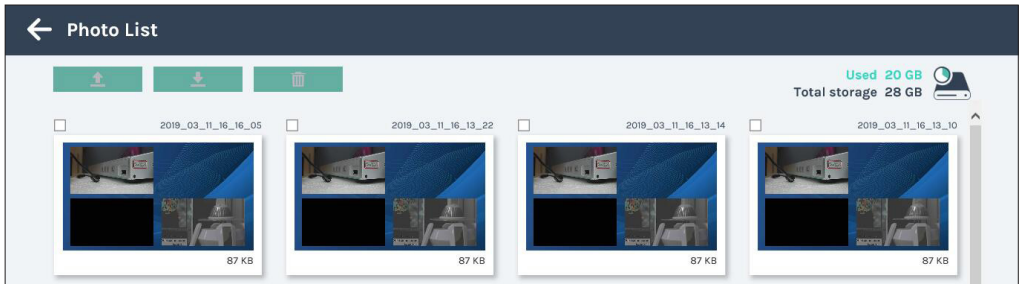 Photo List
Used 20 GB
Total storage 28 GB
2019_03_11_16_16_05
2019_03_11_16_13_22
2019_03_11_16_13_14
2019_03_11_16_13_10
87 KB
87 KB
87 KB
87 KB